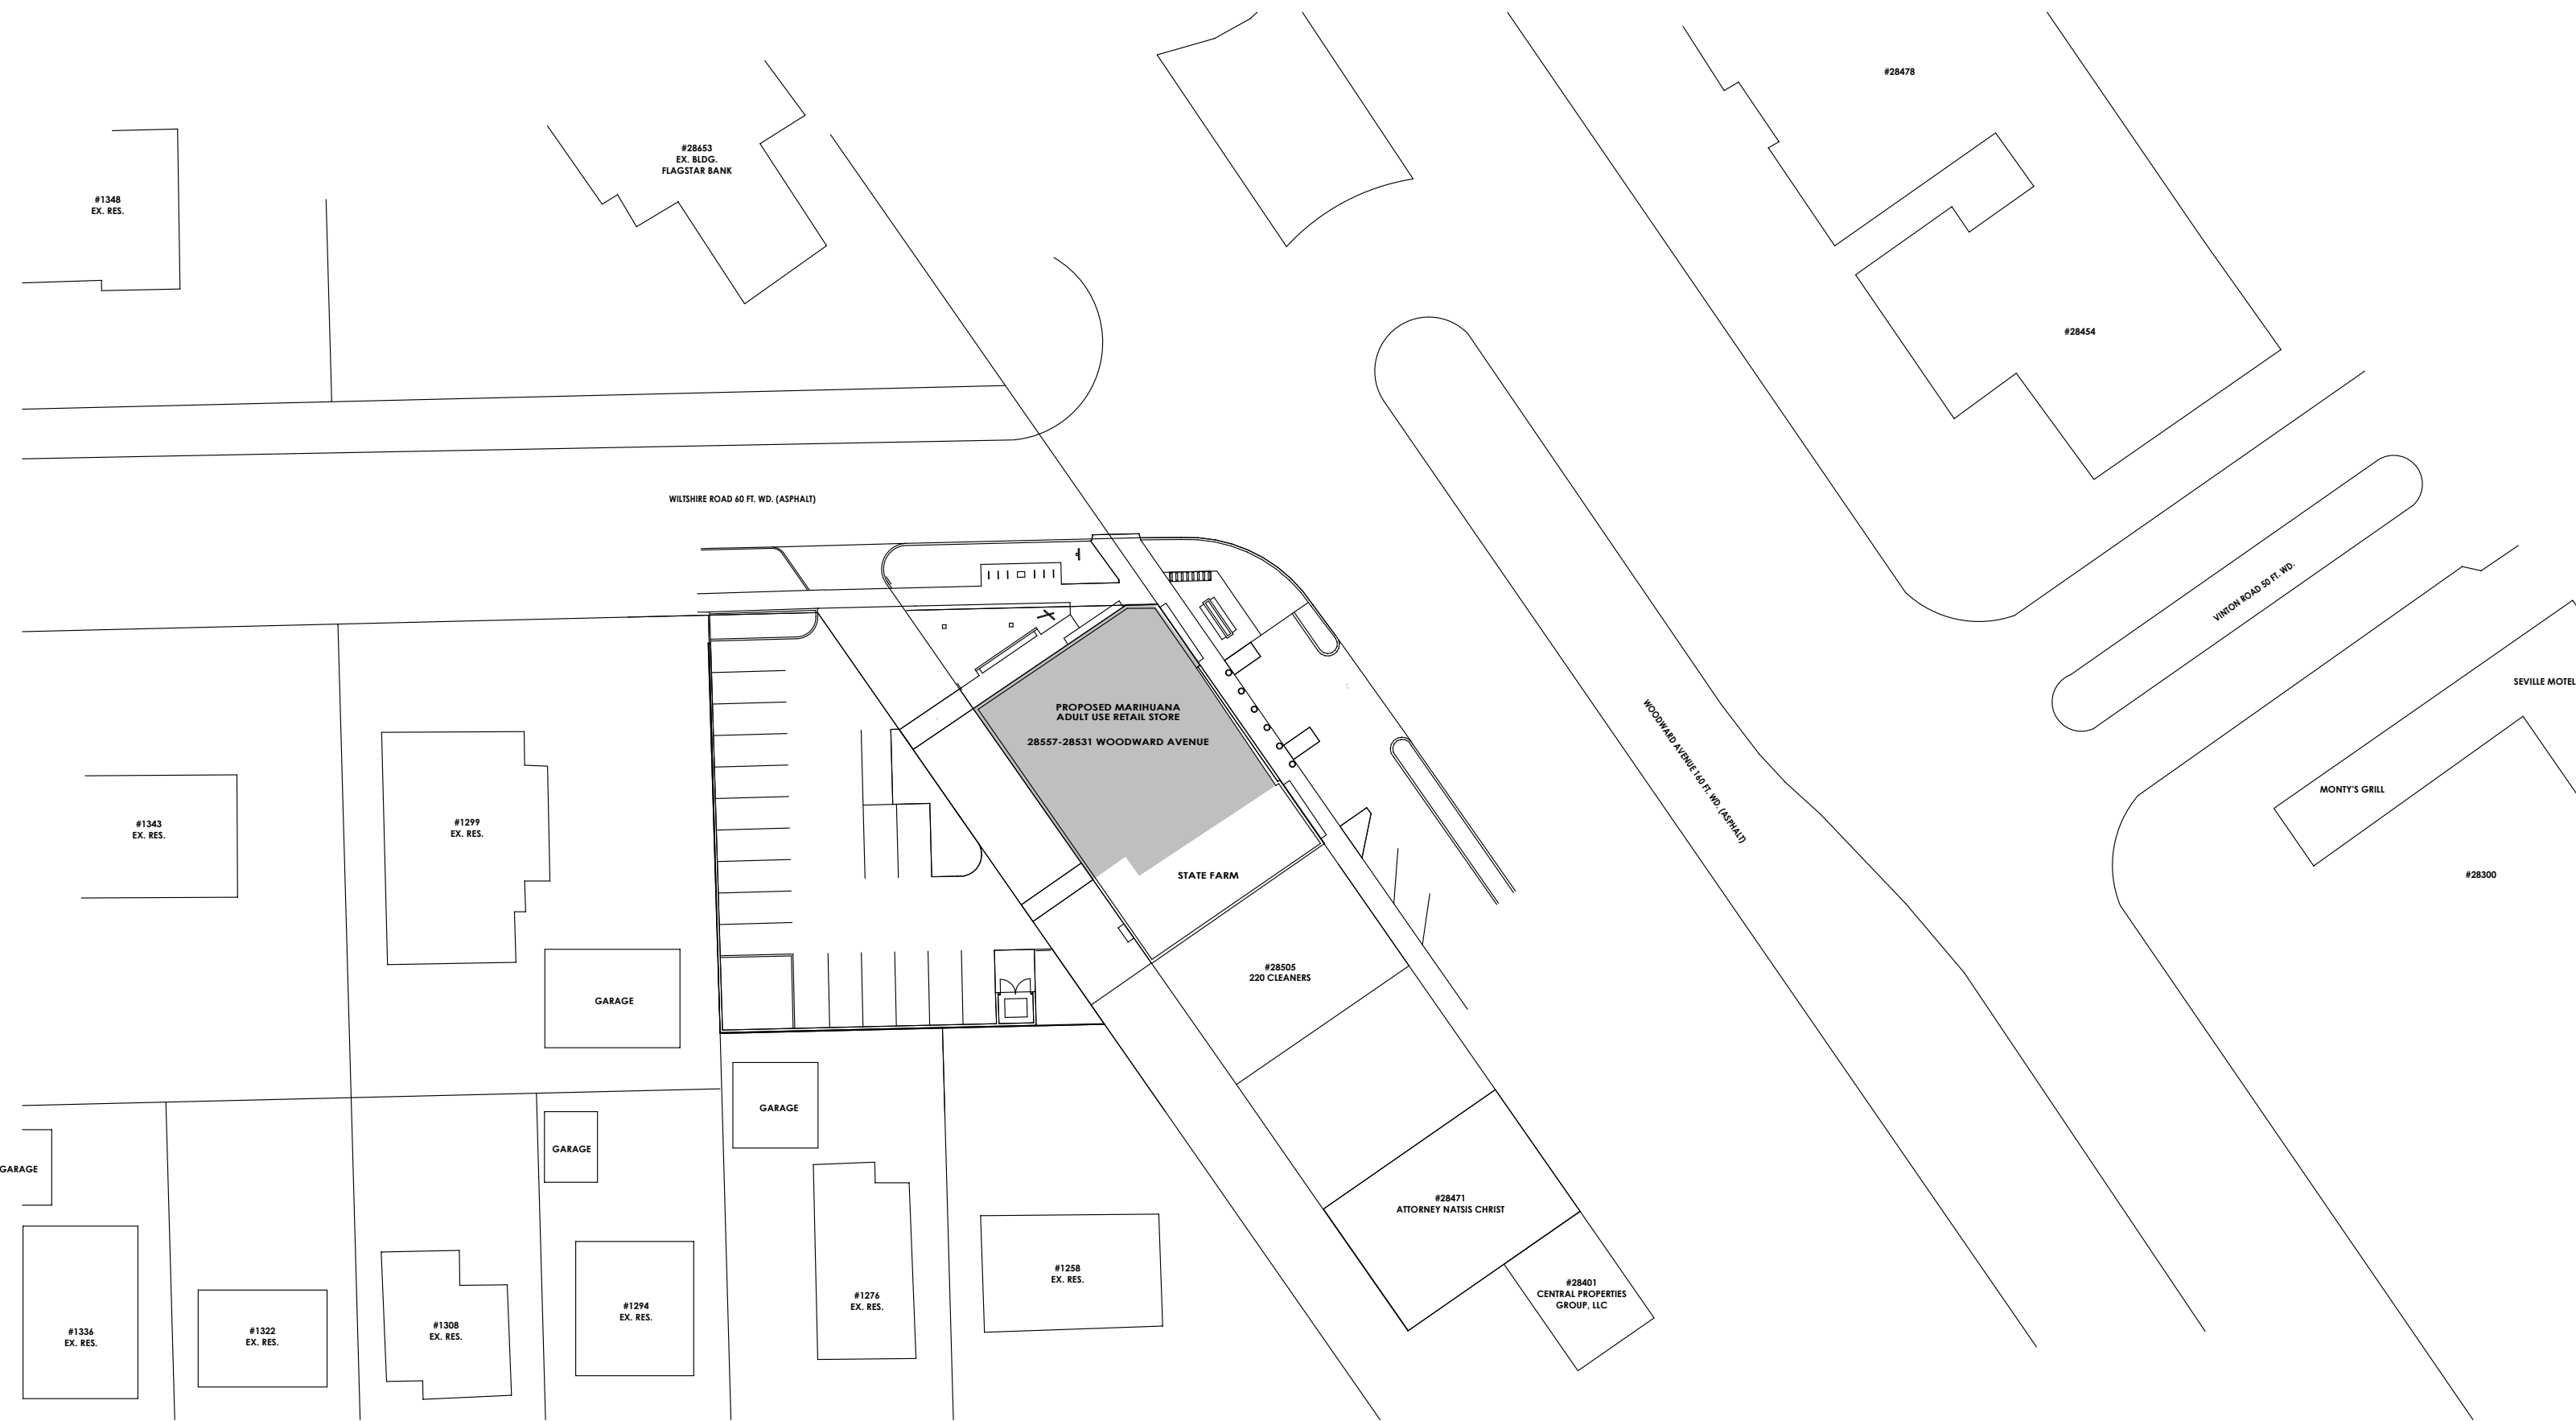 #28478
#28653
EX. BLDG.
FLAGSTAR BANK
#1348
EX. RES.
#28454
WILTSHIRE ROAD 60 FT. WD. (ASPHALT)
VINTON ROAD 50 FT. WD.
SEVILLE MOTEL
PROPOSED MARIHUANA
ADULT USE RETAIL STORE
28557-28531 WOODWARD AVENUE
WOODWARD AVENUE 160 FT. WD. (ASPHALT)
MONTY'S GRILL
#1343
EX. RES.
#1299
EX. RES.
STATE FARM
#28300
#28505
220 CLEANERS
GARAGE
GARAGE
GARAGE
GARAGE
#28471
ATTORNEY NATSIS CHRIST
#1258
EX. RES.
#28401
CENTRAL PROPERTIES
GROUP, LLC
#1276
EX. RES.
#1294
EX. RES.
#1308
EX. RES.
#1322
EX. RES.
#1336
EX. RES.